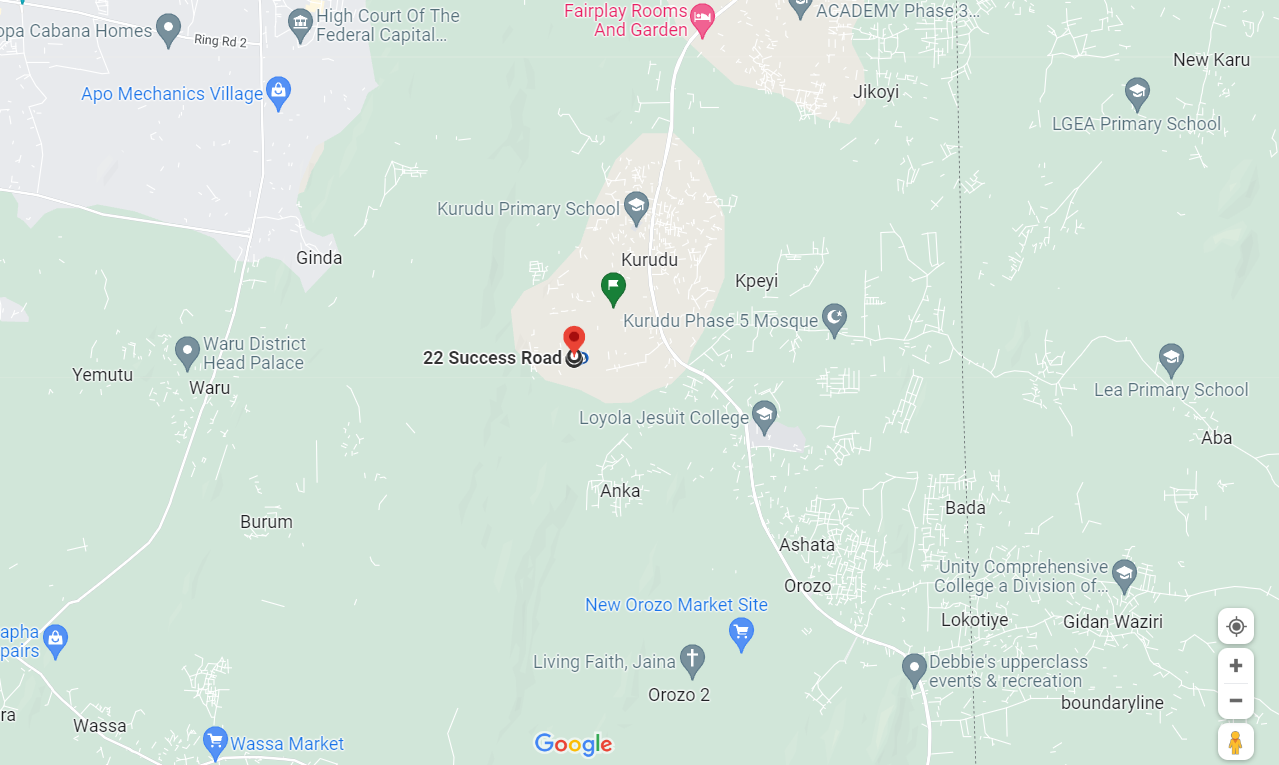 Fairplay Rooms
And Garden
ACADEMY Phase 3...
High Court Of The
Federal Capital...
opa Cabana Homes
Ring Rd 2
New Karu
Apo Mechanics Village
Jikoyi
LGEA Primary School
Kurudu Primary School
Ginda
Kurudu
Kpeyi
Kurudu Phase 5 Mosque
Waru District
Head Palace
22 Success Road
Yemutu
Waru
Lea Primary School
Loyola Jesuit College
Aba
Anka
Bada
Burum
Ashata
Unity Comprehensive
College a Division of...
Orozo
New Orozo Market Site
Lokotiye
Gidan Waziri
apha
pairs
Living Faith, Jaina
Debbie's upperclass
events & recreation
Orozo 2
boundaryline
ra
Wassa
Wassa Market
Google